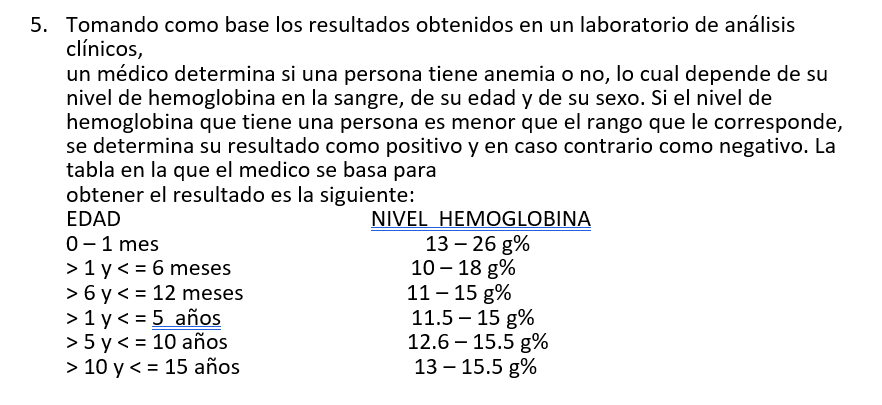 5. Tomando como base los resultados obtenidos en un laboratorio de análisis
clínicos,
un médico determina si una persona tiene anemia o no, lo cual depende de su
nivel de hemoglobina en la sangre, de su edad y de su sexo. Si el nivel de
hemoglobina que tiene una persona es menor que el rango que le corresponde,
se determina su resultado como positivo y en caso contrario como negativo. La
tabla en la que el medico se basa para
obtener el resultado es la siguiente:
EDAD NIVEL HEMOGLOBINA
0 – 1 mes 13 – 26 g%
> 1 y < = 6 meses 10 – 18 g%
> 6 y < = 12 meses 11 – 15 g%
> 1 y < = 5 años 11.5 – 15 g%
> 5 y < = 10 años 12.6 – 15.5 g%
> 10 y < = 15 años 13 – 15.5 g%